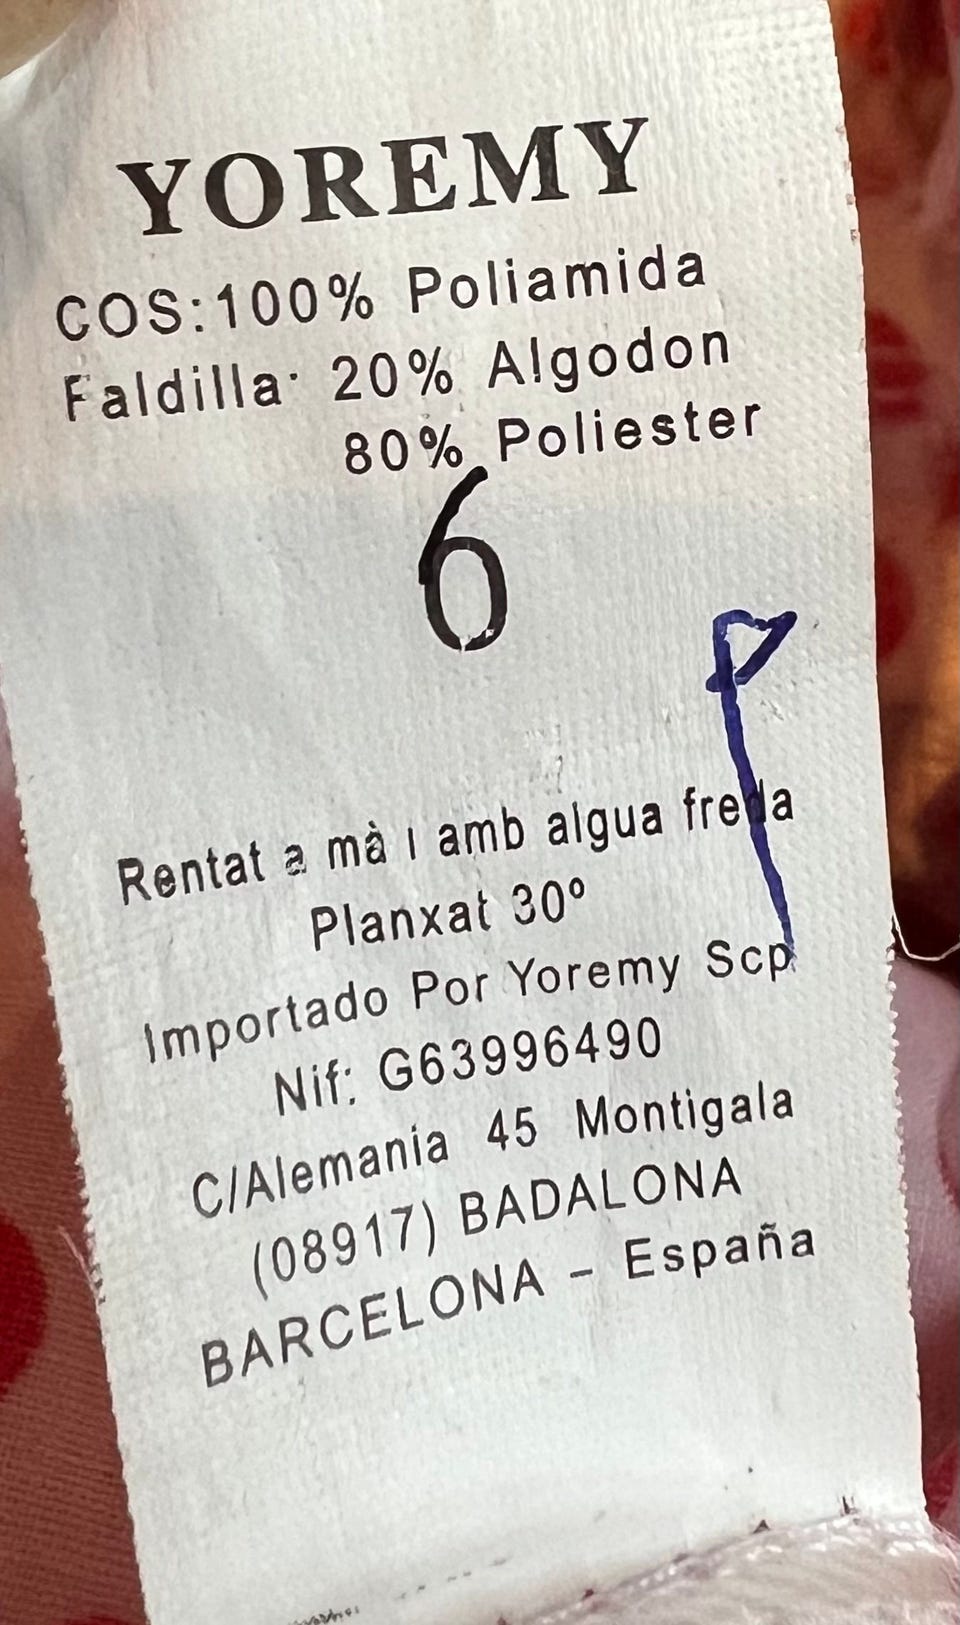 YOREMY
COS:100% Poliamida
Faldilla: 20% Algodon
80% Poliester
6
Rentat a mà i amb aigua freda
Planxat 30º
Importado Por Yoremy Scp
Nif: G63996490
C/Alemania 45 Montigala
(08917) BADALONA
BARCELONA - España